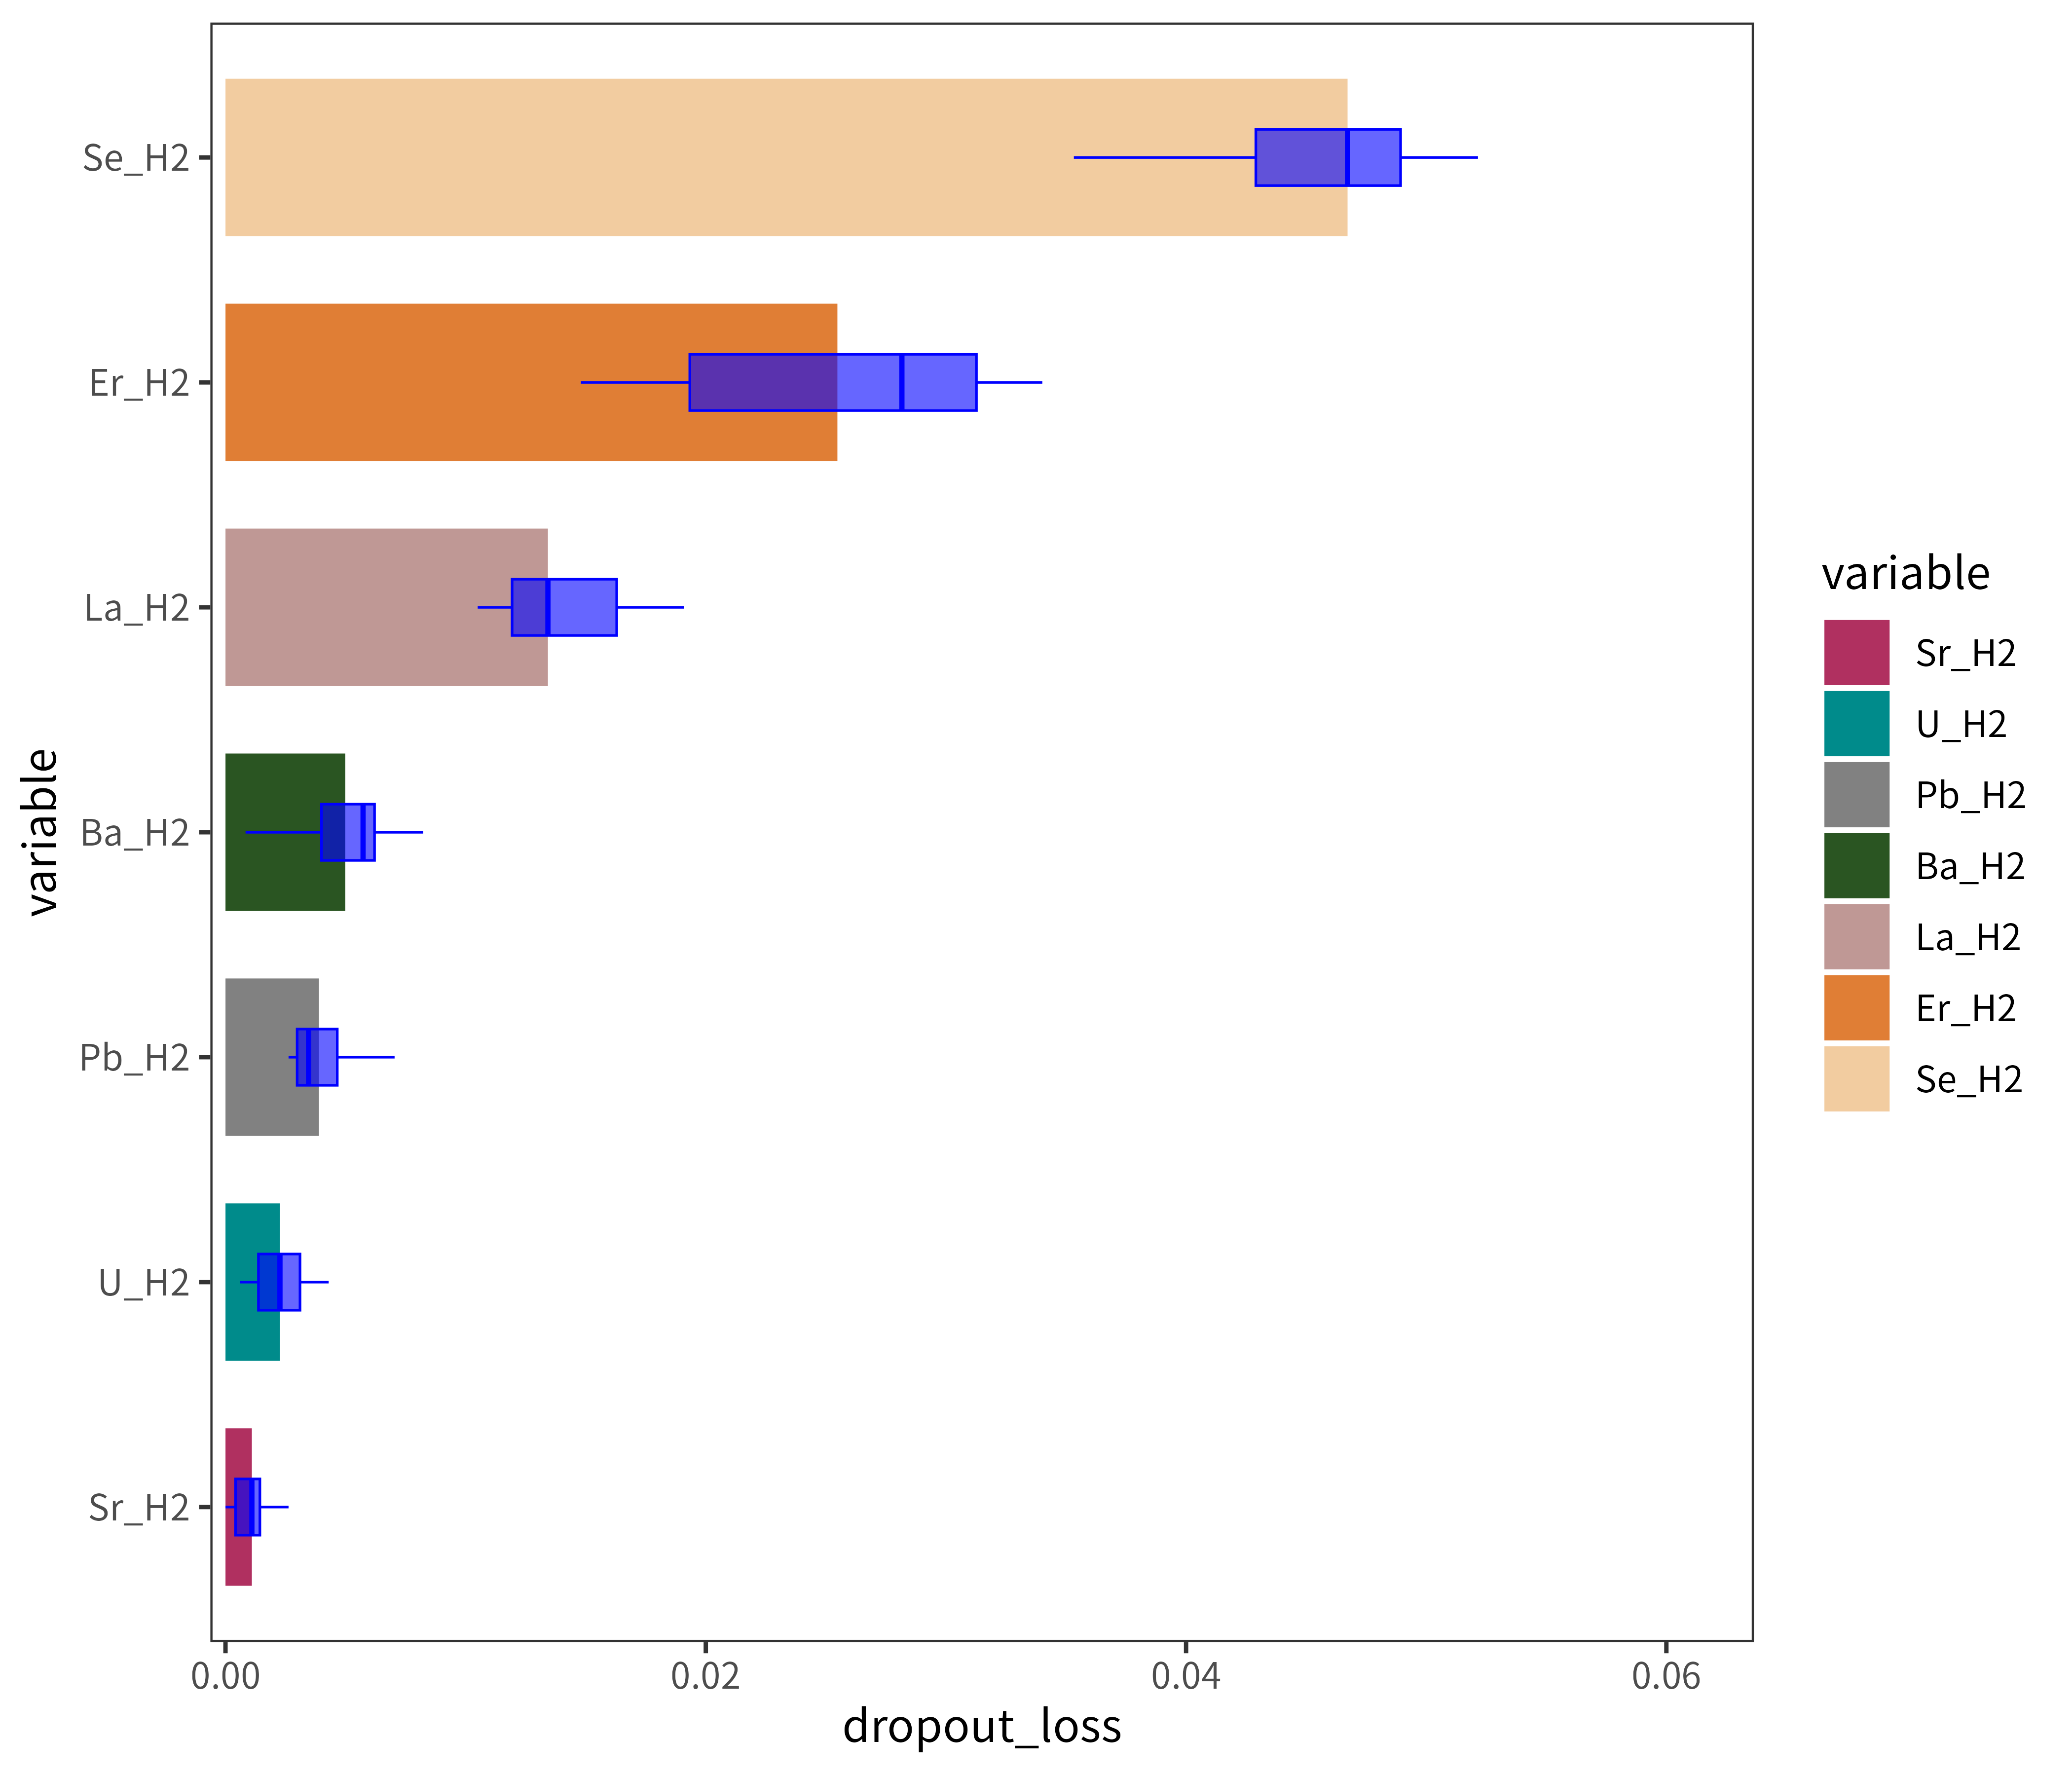 variable
Se_H2
Er_H2
La_H2
Ba_H2
Pb_H2
U_H2
Sr_H2
0.00
0.02
0.04
0.06
dropout_loss
variable
Sr_H2
U_H2
Pb_H2
Ba_H2
La_H2
Er_H2
Se_H2